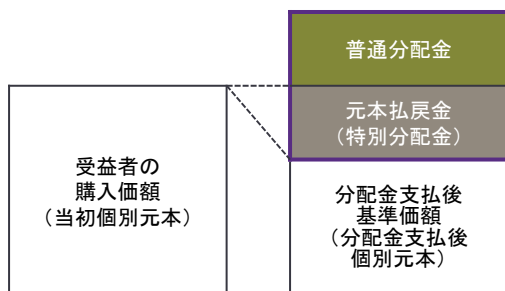 普通分配金
元本払戻金
（特別分配金）
受益者の
購入価額
（当初個別元本）
分配金支払後
基準価額
（分配金支払後
個別元本）